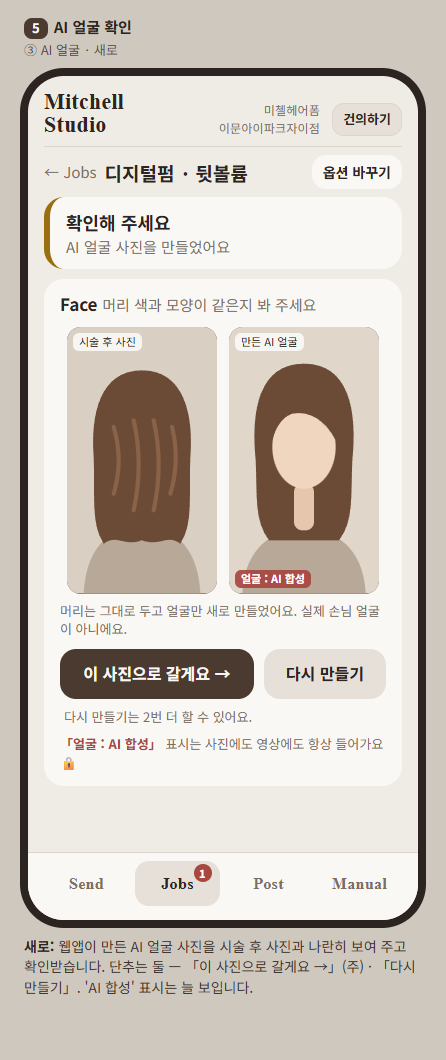 5 AI 얼굴 확인
③ AI 얼굴 · 새로
Mitchell
Studio
미첼헤어폼
이문아이파크자이점
건의하기
← Jobs 디지털펌 · 뒷볼륨
옵션 바꾸기
확인해 주세요
AI 얼굴 사진을 만들었어요
Face 머리 색과 모양이 같은지 봐 주세요
시술 후 사진
만든 AI 얼굴
얼굴 : AI 합성
머리는 그대로 두고 얼굴만 새로 만들었어요. 실제 손님 얼굴
이 아니에요.
이 사진으로 갈게요 →
다시 만들기
다시 만들기는 2번 더 할 수 있어요.
「얼굴 : AI 합성」 표시는 사진에도 영상에도 항상 들어가요
🔒
Send
Jobs
1
Post
Manual
새로: 웹앱이 만든 AI 얼굴 사진을 시술 후 사진과 나란히 보여 주고
확인받습니다. 단추는 둘 — 「이 사진으로 갈게요 →」(주) · 「다시
만들기」. 'AI 합성' 표시는 늘 보입니다.